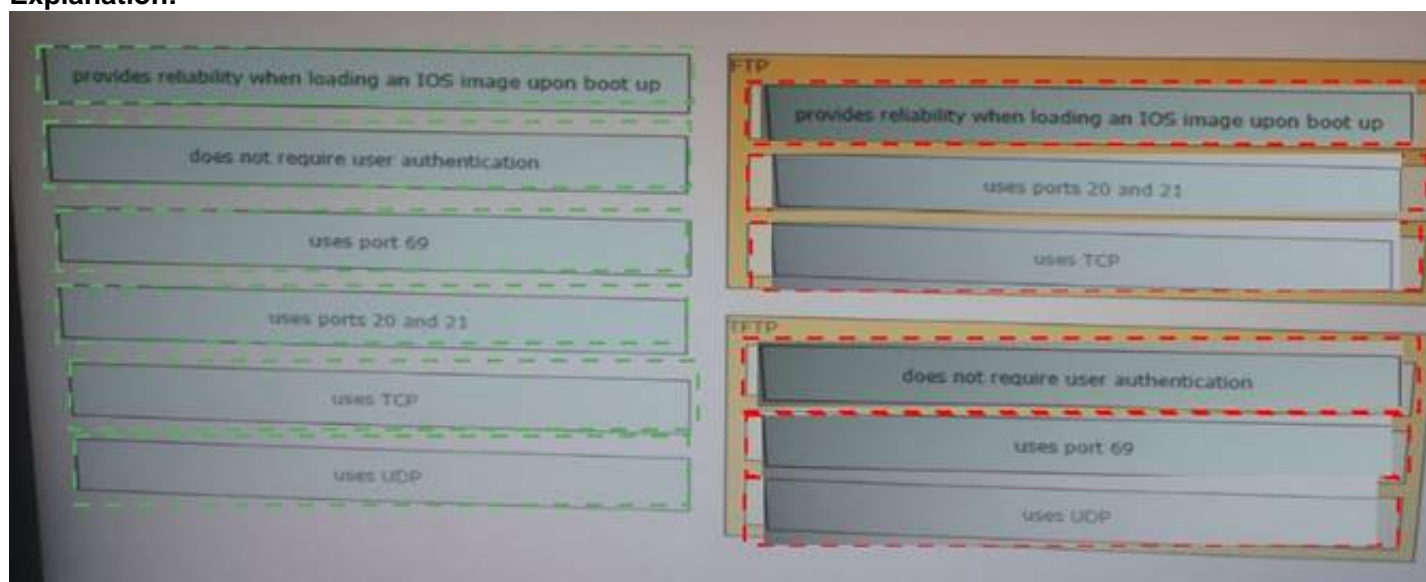 Explanation:
provides reliability when loading an IOS image upon boot up
does not require user authentication
uses port 69
uses ports 20 and 21
uses TCP
uses UDP
FTP
provides reliability when loading an IOS image upon boot up
uses ports 20 and 21
uses TCP
TFTP
does not require user authentication
uses port 69
uses UDP